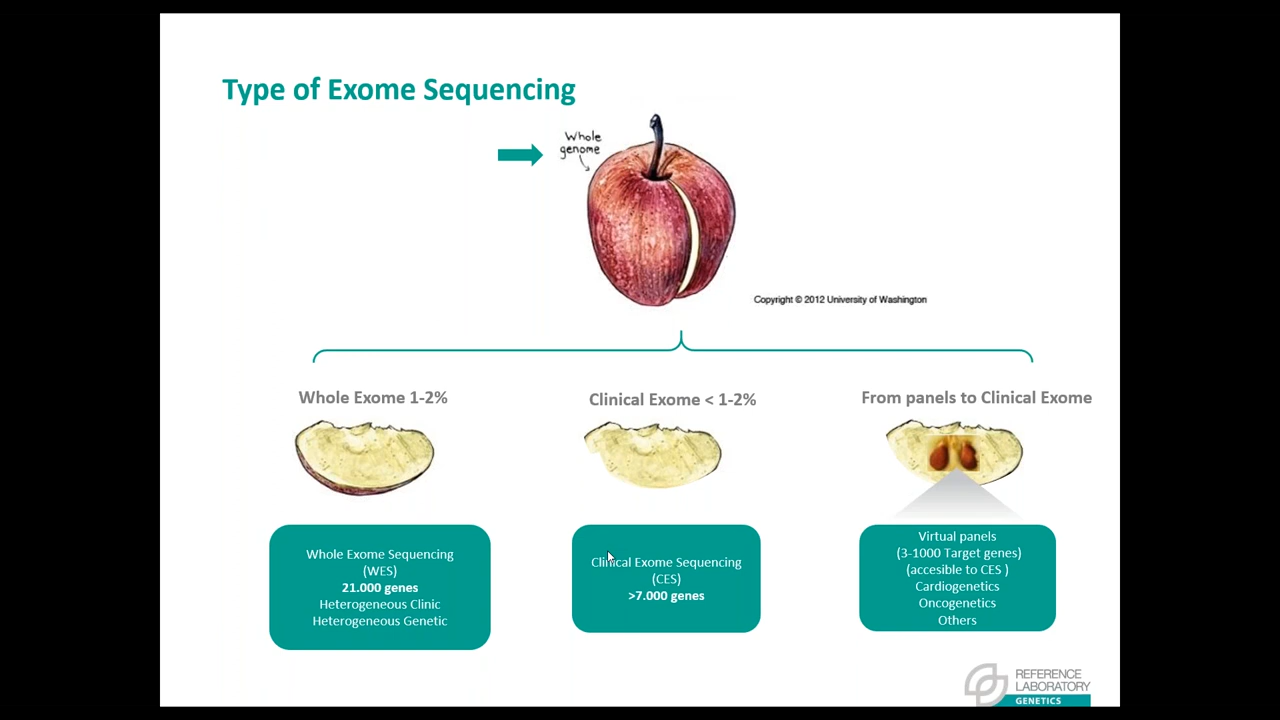 Type of Exome Sequencing
Whole
genome
Copyright © 2012 University of Washington
Whole Exome 1-2%
Clinical Exome < 1-2%
From panels to Clinical Exome
Whole Exome Sequencing
(WES)
21.000 genes
Heterogeneous Clinic
Heterogeneous Genetic
Clinical Exome Sequencing
(CES)
>7.000 genes
Virtual panels
(3-1000 Target genes)
(accesible to CES )
Cardiogenetics
Oncogenetics
Others
REFERENCE
LABORATORY
GENETICS